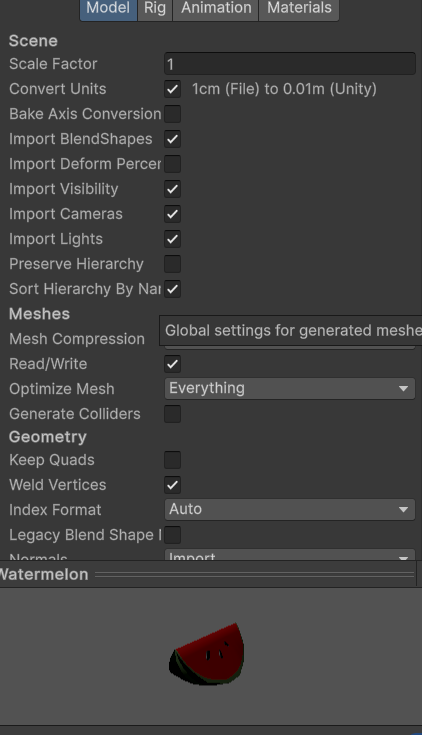 Model Rig Animation Materials
Scene
Scale Factor 1
Convert Units 1cm (File) to 0.01m (Unity)
Bake Axis Conversion
Import BlendShapes
Import Deform Percer
Import Visibility
Import Cameras
Import Lights
Preserve Hierarchy
Sort Hierarchy By Nar
Meshes
Global settings for generated meshe
Mesh Compression
Read/Write
Optimize Mesh Everything
Generate Colliders
Geometry
Keep Quads
Weld Vertices
Index Format Auto
Legacy Blend Shape
Normals Import
Watermelon